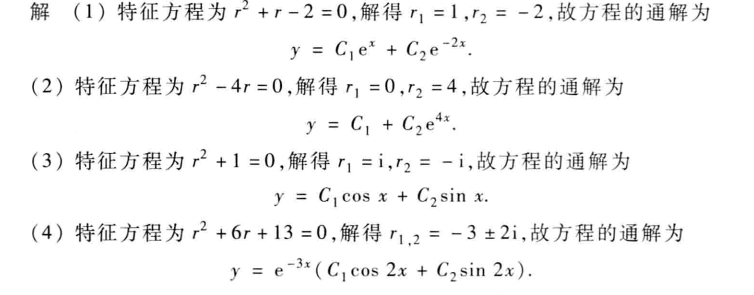 解 (1) 特征方程为 r² + r - 2 = 0,解得 r₁ = 1, r₂ = -2,故方程的通解为
y = C₁eˣ + C₂e⁻²ˣ.
(2) 特征方程为 r² - 4r = 0,解得 r₁ = 0, r₂ = 4,故方程的通解为
y = C₁ + C₂e⁴ˣ.
(3) 特征方程为 r² + 1 = 0,解得 r₁ = i, r₂ = -i,故方程的通解为
y = C₁cos x + C₂sin x.
(4) 特征方程为 r² + 6r + 13 = 0,解得 r₁,₂ = -3 ± 2i,故方程的通解为
y = e⁻³ˣ(C₁cos 2x + C₂sin 2x).